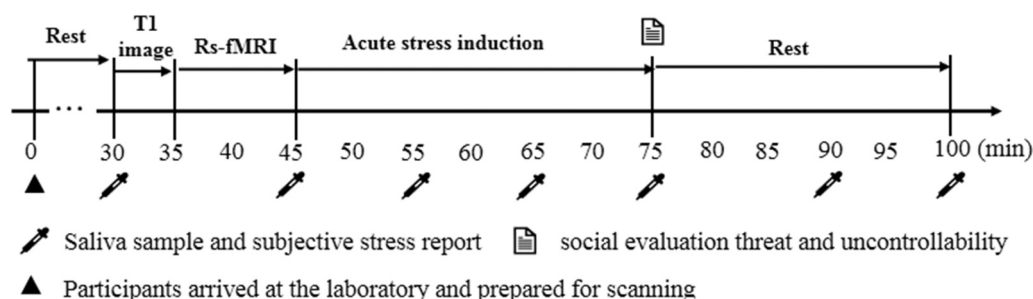 Rest
T1
image
Rs-fMRI
Acute stress induction
Rest
...
0 30 35 40 45 50 55 60 65 70 75 80 85 90 95 100 (min)
Saliva sample and subjective stress report
social evaluation threat and uncontrollability
Participants arrived at the laboratory and prepared for scanning